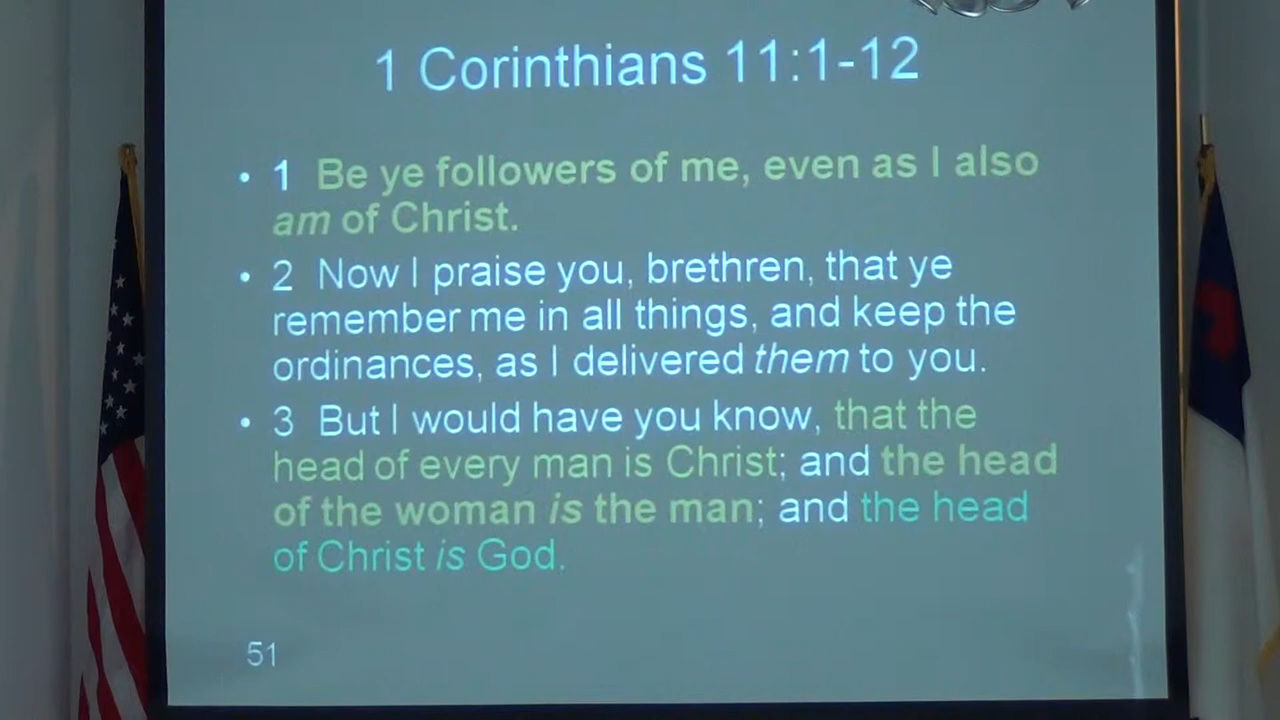 1 Corinthians 11:1-12
• 1 Be ye followers of me, even as I also
am of Christ.
• 2 Now I praise you, brethren, that ye
remember me in all things, and keep the
ordinances, as I delivered them to you.
• 3 But I would have you know, that the
head of every man is Christ; and the head
of the woman is the man; and the head
of Christ is God.
51